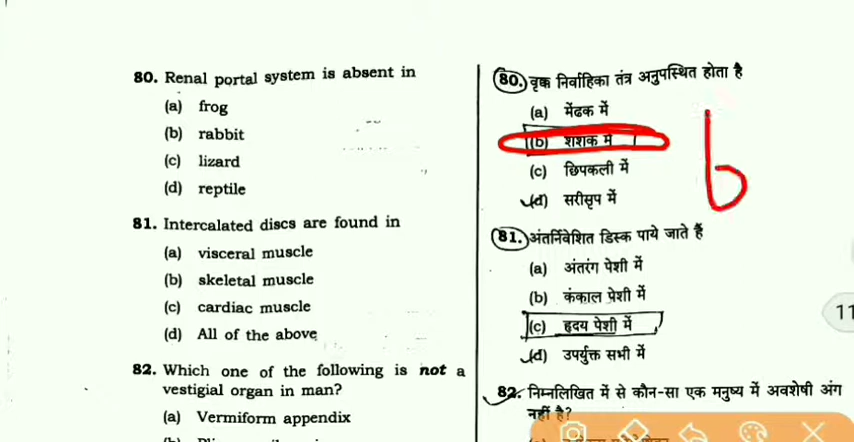 80. Renal portal system is absent in
(a) frog
(b) rabbit
(c) lizard
(d) reptile
81. Intercalated discs are found in
(a) visceral muscle
(b) skeletal muscle
(c) cardiac muscle
(d) All of the above
82. Which one of the following is not a
vestigial organ in man?
(a) Vermiform appendix
80. वृक्क निर्वाहिका तंत्र अनुपस्थित होता है
(a) मेंढक में
(b) शशक में
(c) छिपकली में
(d) सरीसृप में
b
81. अंतर्निवेशित डिस्क पाये जाते हैं
(a) अंतरंग पेशी में
(b) कंकाल पेशी में
(c) हृदय पेशी में
(d) उपर्युक्त सभी में
82. निम्नलिखित में से कौन-सा एक मनुष्य में अवशेषी अंग
नहीं है?
11